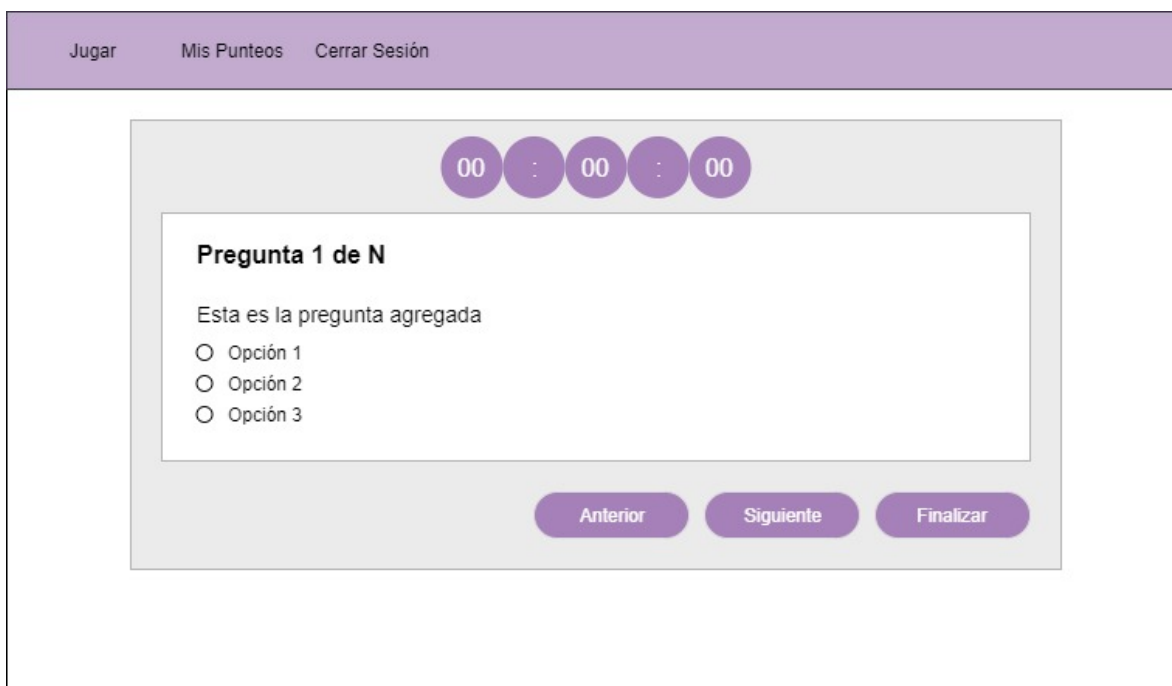 Jugar Mis Punteos Cerrar Sesión
00 : 00 : 00
Pregunta 1 de N
Esta es la pregunta agregada
Opción 1
Opción 2
Opción 3
Anterior Siguiente Finalizar